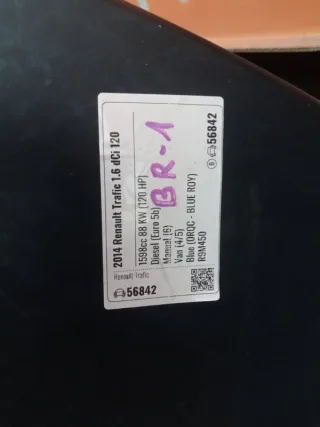 2014 Renault Trafic 1.6 dCi 120
1598cc 88 KW (120 HP)
Diesel (Euro 5b)
Manual (6)
Van (4/5)
Blue (ORQC - BLUE ROY)
R9M450
Renault Trafic
56842
B 56842
BR-1